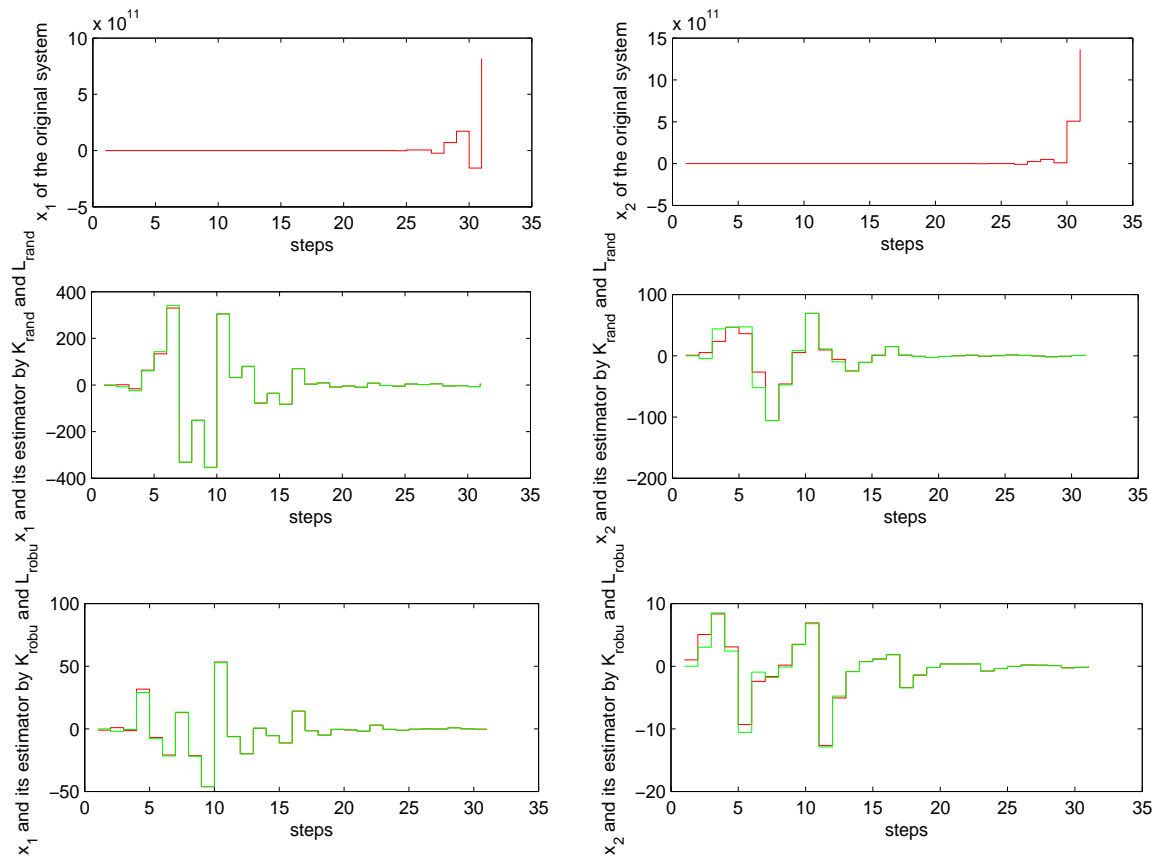 x 10^11
10
5
0
−5
0 5 10 15 20 25 30 35
steps
x_1 of the original system
x 10^11
15
10
5
0
−5
0 5 10 15 20 25 30 35
steps
x_2 of the original system
400
200
0
−200
−400
0 5 10 15 20 25 30 35
steps
x_1 and its estimator by K_rand and L_rand
100
0
−100
−200
0 5 10 15 20 25 30 35
steps
x_2 and its estimator by K_rand and L_rand
100
50
0
−50
0 5 10 15 20 25 30 35
steps
x_1 and its estimator by K_robu and L_robu
10
0
−10
−20
0 5 10 15 20 25 30 35
steps
x_2 and its estimator by K_robu and L_robu